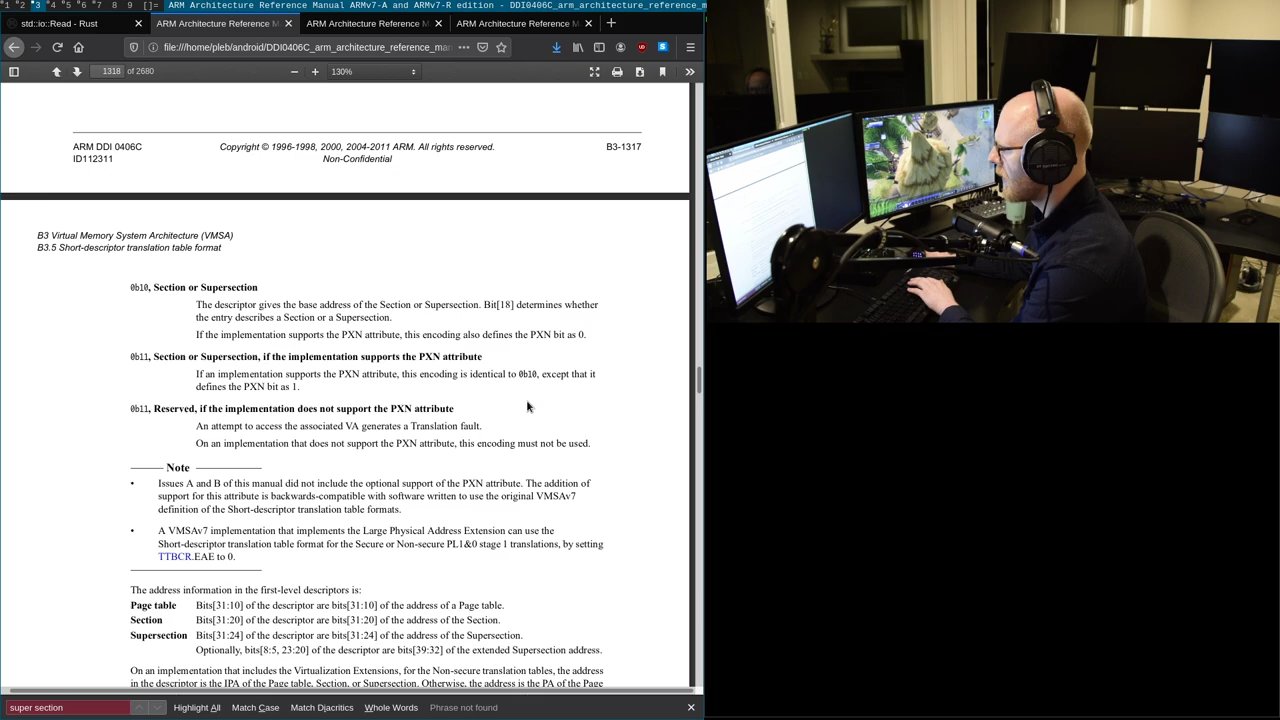 1 2 3 4 5 6 7 8 9 []= ARM Architecture Reference Manual ARMv7-A and ARMv7-R edition - DDI0406C_arm_architecture_reference_m
std::io::Read - Rust
ARM Architecture Reference M
ARM Architecture Reference M
ARM Architecture Reference M
file:///home/pleb/android/DDI0406C_arm_architecture_reference_ma
1318 of 2680
130%
ARM DDI 0406C Copyright © 1996-1998, 2000, 2004-2011 ARM. All rights reserved. B3-1317
ID112311 Non-Confidential
B3 Virtual Memory System Architecture (VMSA)
B3.5 Short-descriptor translation table format
0b10, Section or Supersection
The descriptor gives the base address of the Section or Supersection. Bit[18] determines whether
the entry describes a Section or a Supersection.
If the implementation supports the PXN attribute, this encoding also defines the PXN bit as 0.
0b11, Section or Supersection, if the implementation supports the PXN attribute
If an implementation supports the PXN attribute, this encoding is identical to 0b10, except that it
defines the PXN bit as 1.
0b11, Reserved, if the implementation does not support the PXN attribute
An attempt to access the associated VA generates a Translation fault.
On an implementation that does not support the PXN attribute, this encoding must not be used.
Note
• Issues A and B of this manual did not include the optional support of the PXN attribute. The addition of
support for this attribute is backwards-compatible with software written to use the original VMSAv7
definition of the Short-descriptor translation table formats.
• A VMSAv7 implementation that implements the Large Physical Address Extension can use the
Short-descriptor translation table format for the Secure or Non-secure PL1&0 stage 1 translations, by setting
TTBCR.EAE to 0.
The address information in the first-level descriptors is:
Page table Bits[31:10] of the descriptor are bits[31:10] of the address of a Page table.
Section Bits[31:20] of the descriptor are bits[31:20] of the address of the Section.
Supersection Bits[31:24] of the descriptor are bits[31:24] of the address of the Supersection.
Optionally, bits[8:5, 23:20] of the descriptor are bits[39:32] of the extended Supersection address.
On an implementation that includes the Virtualization Extensions, for the Non-secure translation tables, the address
in the descriptor is the IPA of the Page table, Section, or Supersection. Otherwise, the address is the PA of the Page
super section
Highlight All Match Case Match Diacritics Whole Words Phrase not found